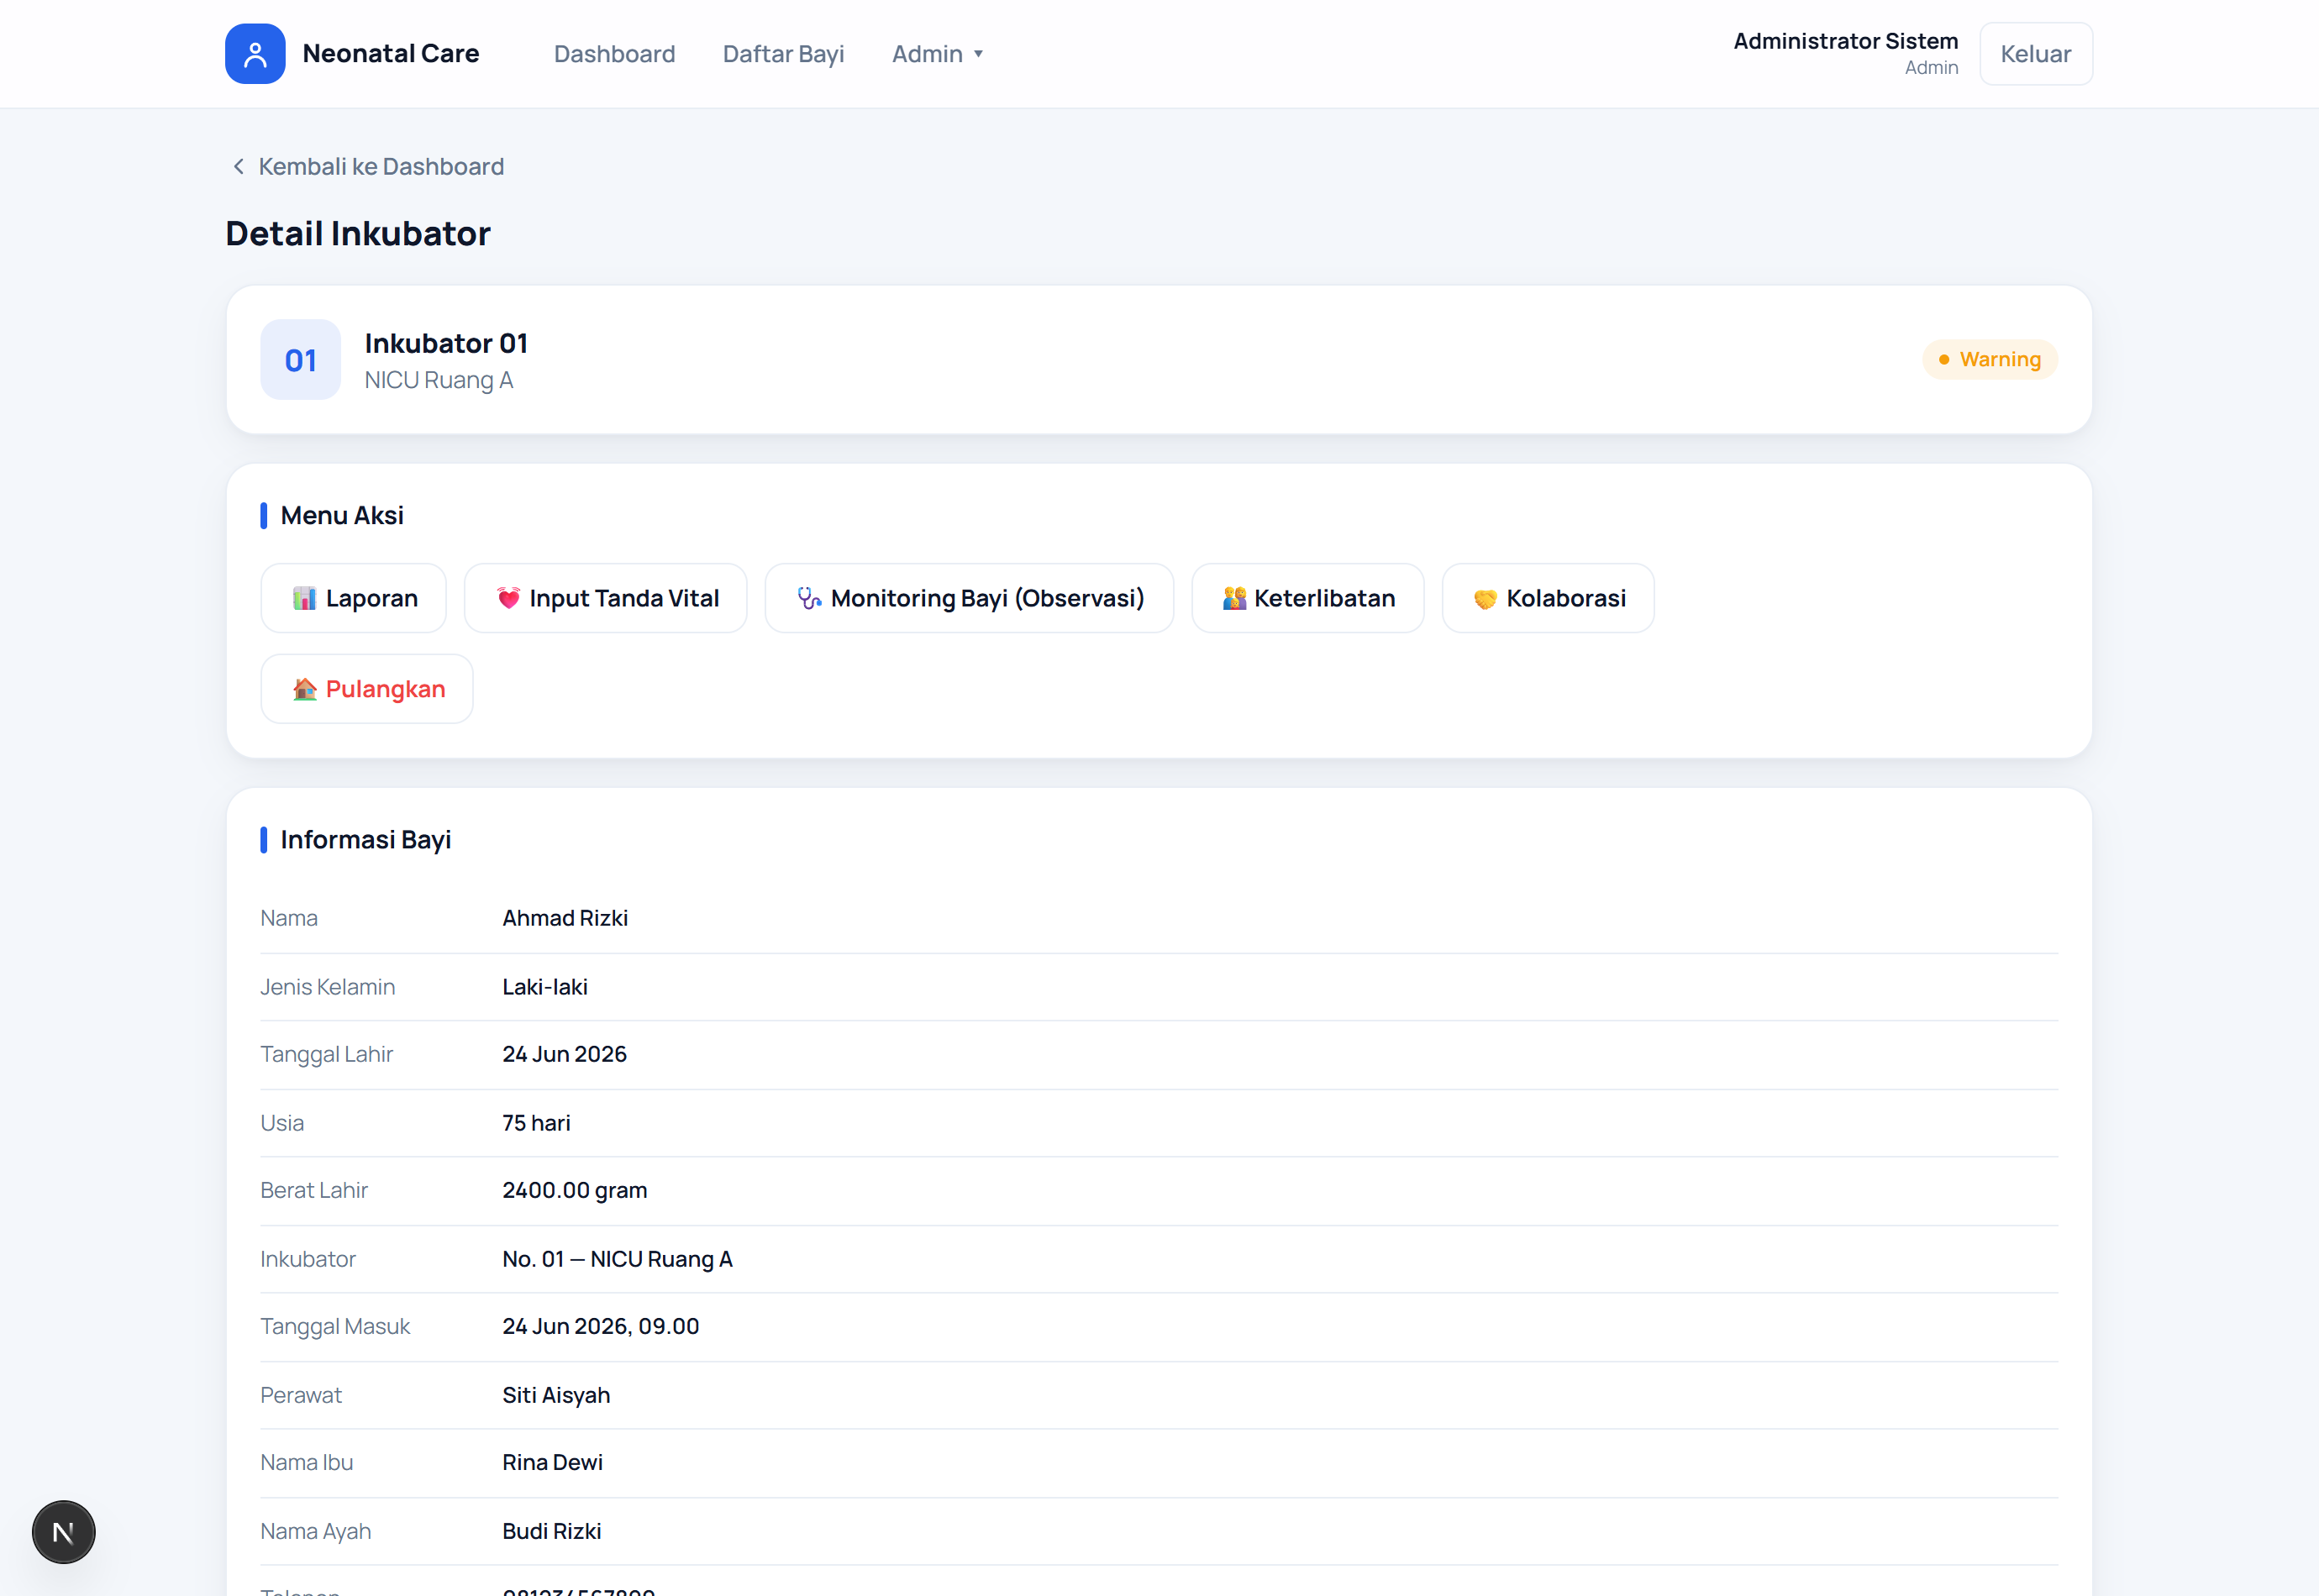 Neonatal Care
Dashboard
Daftar Bayi
Admin
Administrator Sistem
Admin
Keluar
Kembali ke Dashboard
Detail Inkubator
01
Inkubator 01
NICU Ruang A
Warning
Menu Aksi
Laporan
Input Tanda Vital
Monitoring Bayi (Observasi)
Keterlibatan
Kolaborasi
Pulangkan
Informasi Bayi
Nama Ahmad Rizki
Jenis Kelamin Laki-laki
Tanggal Lahir 24 Jun 2026
Usia 75 hari
Berat Lahir 2400.00 gram
Inkubator No. 01 — NICU Ruang A
Tanggal Masuk 24 Jun 2026, 09.00
Perawat Siti Aisyah
Nama Ibu Rina Dewi
Nama Ayah Budi Rizki
N